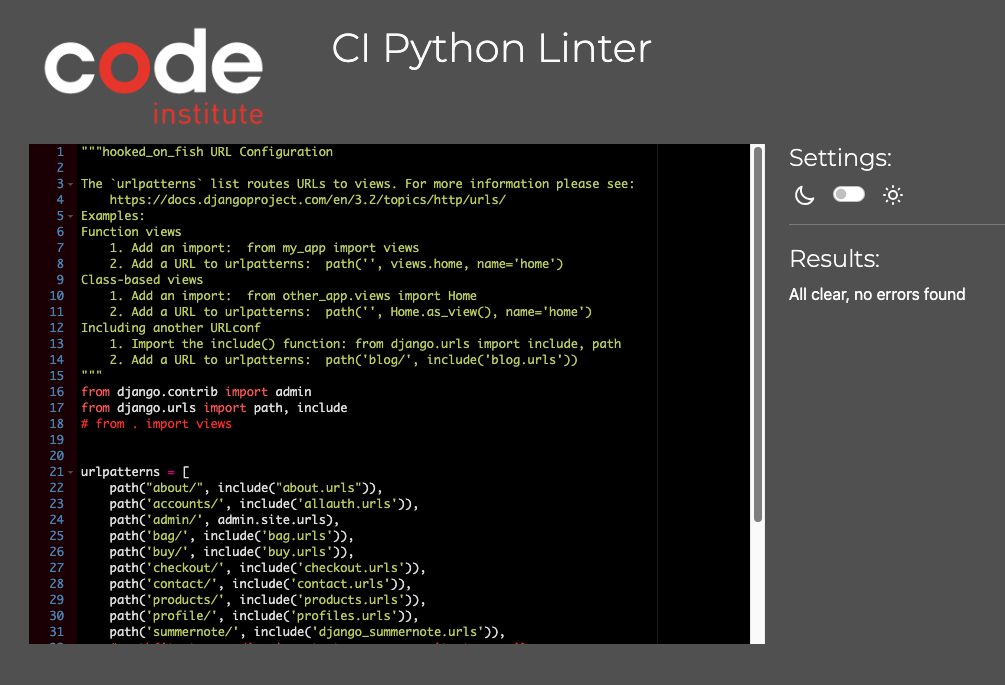 code
institute
CI Python Linter
1 """hooked_on_fish URL Configuration
2
3 The `urlpatterns` list routes URLs to views. For more information please see:
4     https://docs.djangoproject.com/en/3.2/topics/http/urls/
5 Examples:
6 Function views
7     1. Add an import:  from my_app import views
8     2. Add a URL to urlpatterns:  path('', views.home, name='home')
9 Class-based views
10     1. Add an import:  from other_app.views import Home
11     2. Add a URL to urlpatterns:  path('', Home.as_view(), name='home')
12 Including another URLconf
13     1. Import the include() function: from django.urls import include, path
14     2. Add a URL to urlpatterns:  path('blog/', include('blog.urls'))
15 """
16 from django.contrib import admin
17 from django.urls import path, include
18 # from . import views
19
20
21 urlpatterns = [
22     path("about/", include("about.urls")),
23     path('accounts/', include('allauth.urls')),
24     path('admin/', admin.site.urls),
25     path('bag/', include('bag.urls')),
26     path('buy/', include('buy.urls')),
27     path('checkout/', include('checkout.urls')),
28     path('contact/', include('contact.urls')),
29     path('products/', include('products.urls')),
30     path('profile/', include('profiles.urls')),
31     path('summernote/', include('django_summernote.urls')),
Settings:
Results:
All clear, no errors found